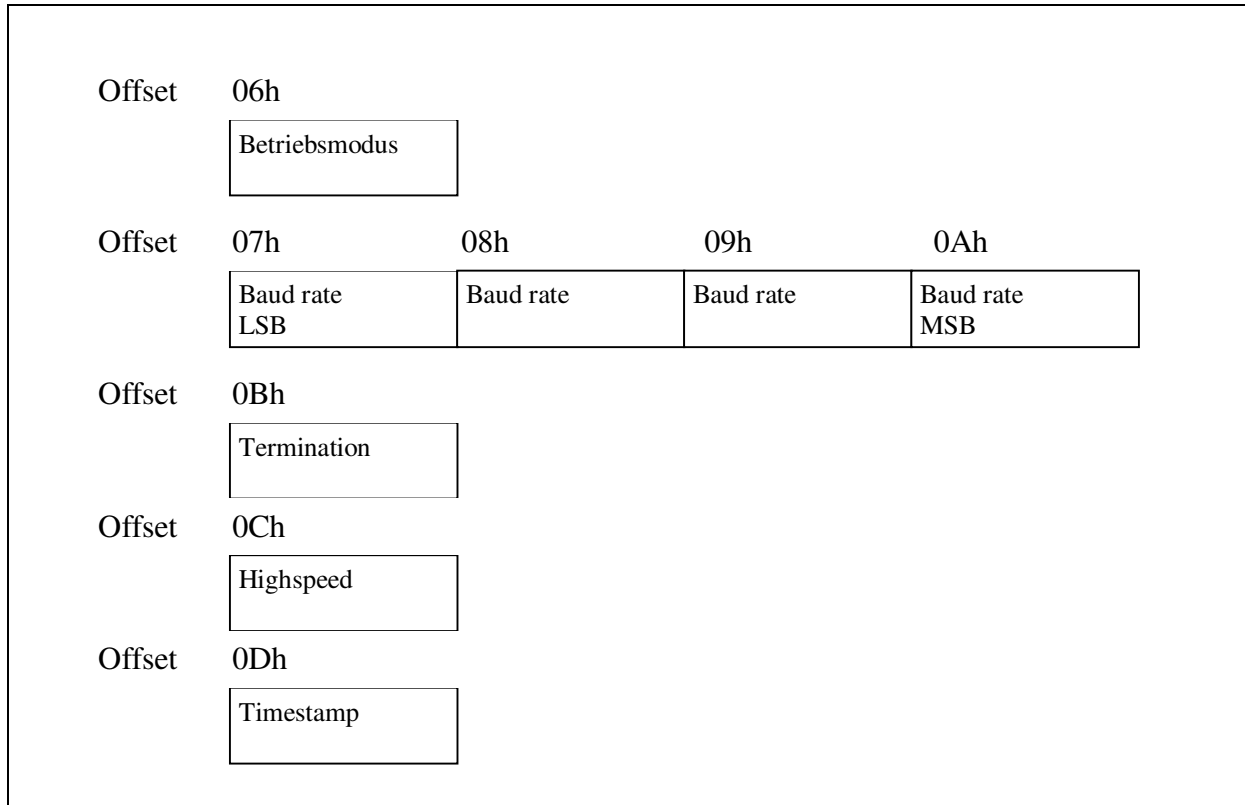 Offset 06h
Betriebsmodus
Offset 07h 08h 09h 0Ah
Baud rate Baud rate Baud rate Baud rate
LSB MSB
Offset 0Bh
Termination
Offset 0Ch
Highspeed
Offset 0Dh
Timestamp